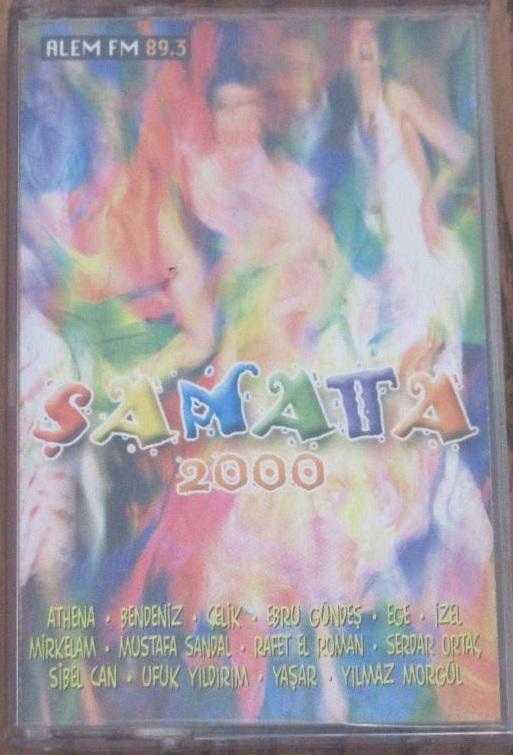 ALEM FM 89.3
ŞAMATA
2000
ATHENA · BENDENİZ · ÇELİK · EBRU GÜNDEŞ · EGE · İZEL
MİRKELAM · MUSTAFA SANDAL · RAFET EL ROMAN · SERDAR ORTAÇ
SİBEL CAN · UFUK YILDIRIM · YAŞAR · YILMAZ MORGÜL